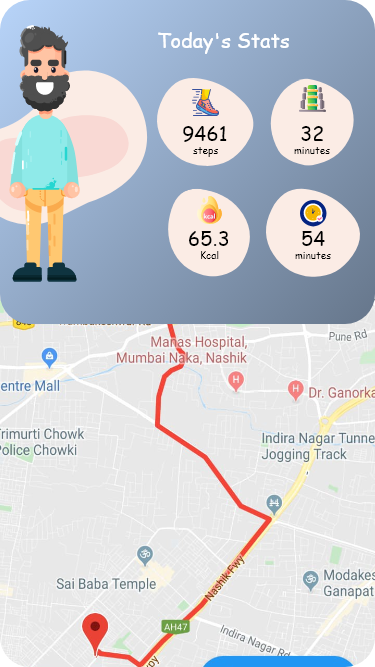 Today's Stats
9461
steps
32
minutes
kcal
65.3
Kcal
54
minutes
Pune Rd
Manas Hospital,
Mumbai Naka, Nashik
entre Mall
H
H
Dr. Ganorka
Trimurti Chowk
Police Chowki
Indira Nagar Tunne
Jogging Track
Sai Baba Temple
Nashik-Fwy
Modakes
Ganapat
AH47
Indira Nagar Rd